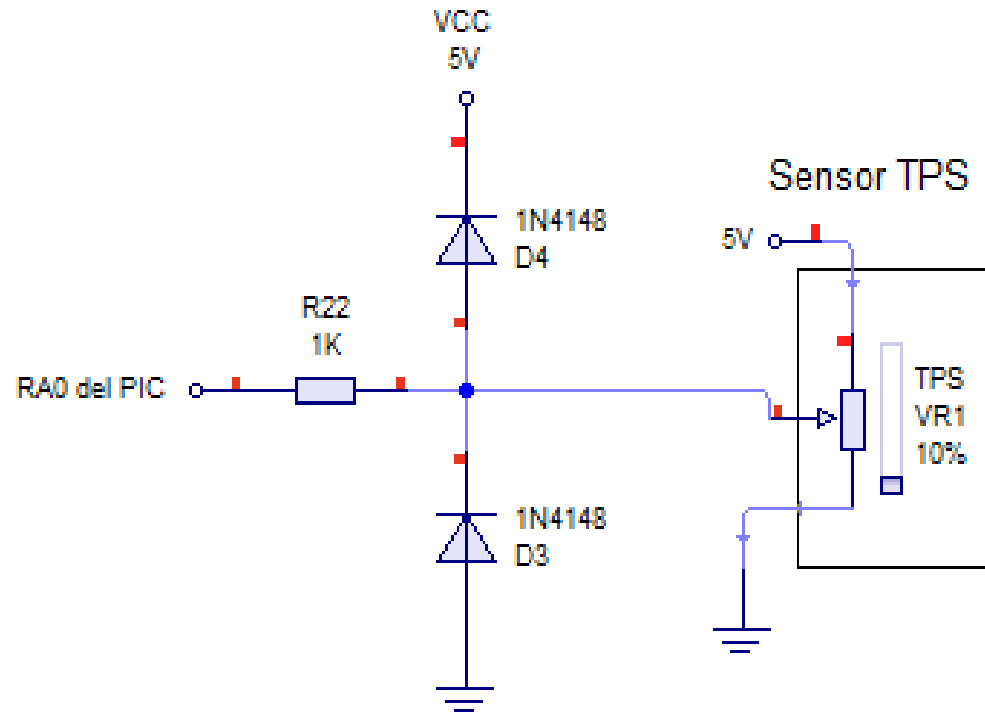 VCC
5V
Sensor TPS
1N4148
D4
5V
R22
1K
RA0 del PIC
TPS
VR1
10%
1N4148
D3